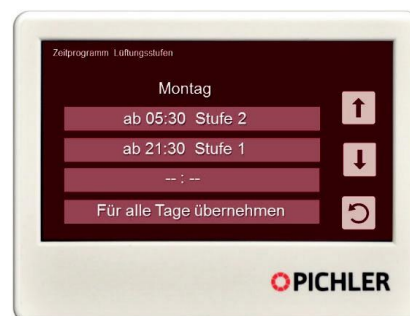 Zeitprogramm Lüftungsstufen
Montag
ab 05:30 Stufe 2
ab 21:30 Stufe 1
-- : --
Für alle Tage übernehmen
PICHLER